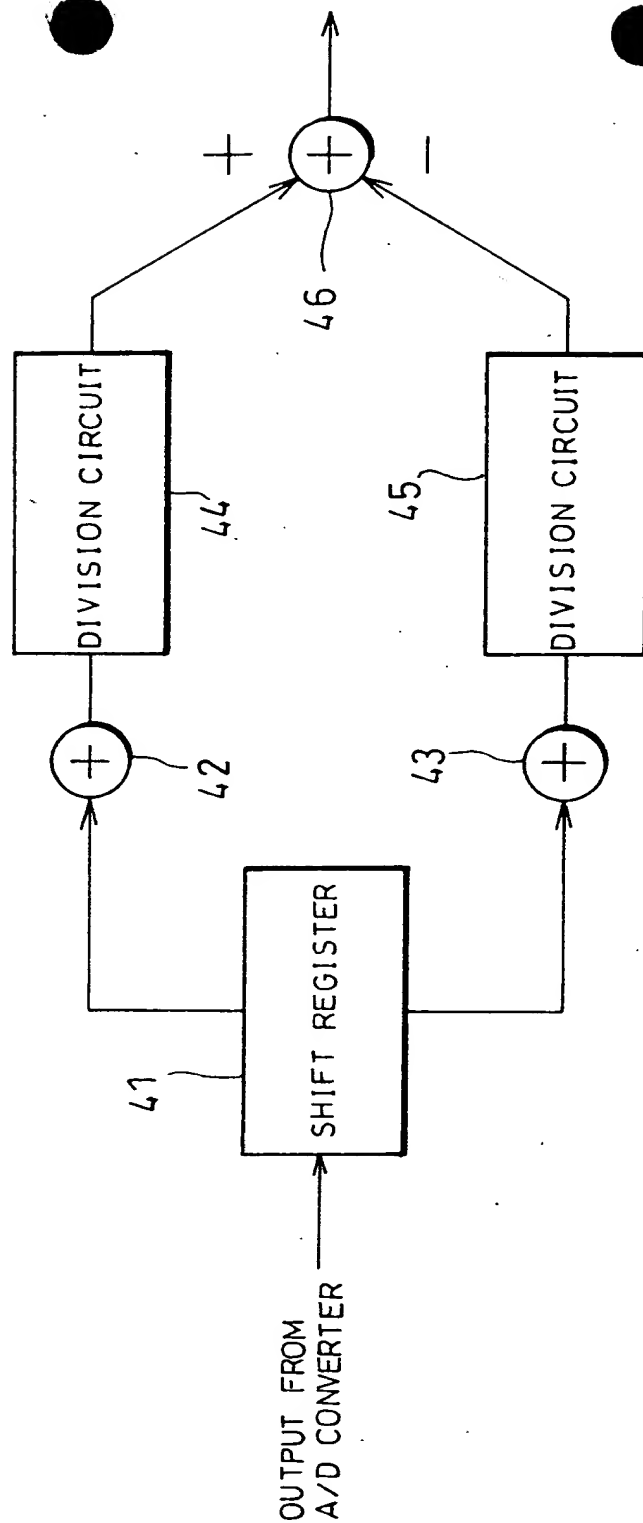 OUTPUT FROM
A/D CONVERTER
41
SHIFT REGISTER
+
42
DIVISION CIRCUIT
44
+
43
DIVISION CIRCUIT
45
+
+
−
46